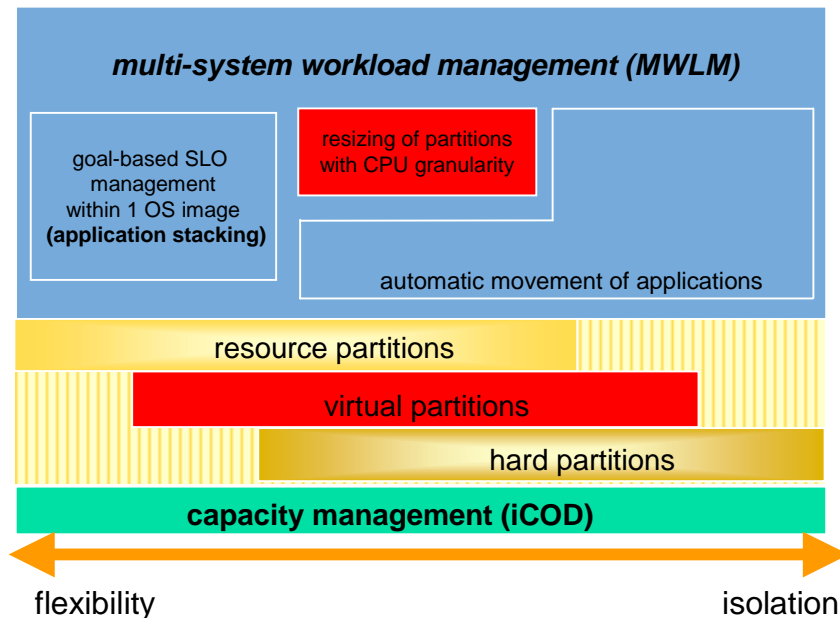 multi-system workload management (MWLM)
goal-based SLO
management
within 1 OS image
(application stacking)
resizing of partitions
with CPU granularity
automatic movement of applications
resource partitions
virtual partitions
hard partitions
capacity management (iCOD)
flexibility
isolation